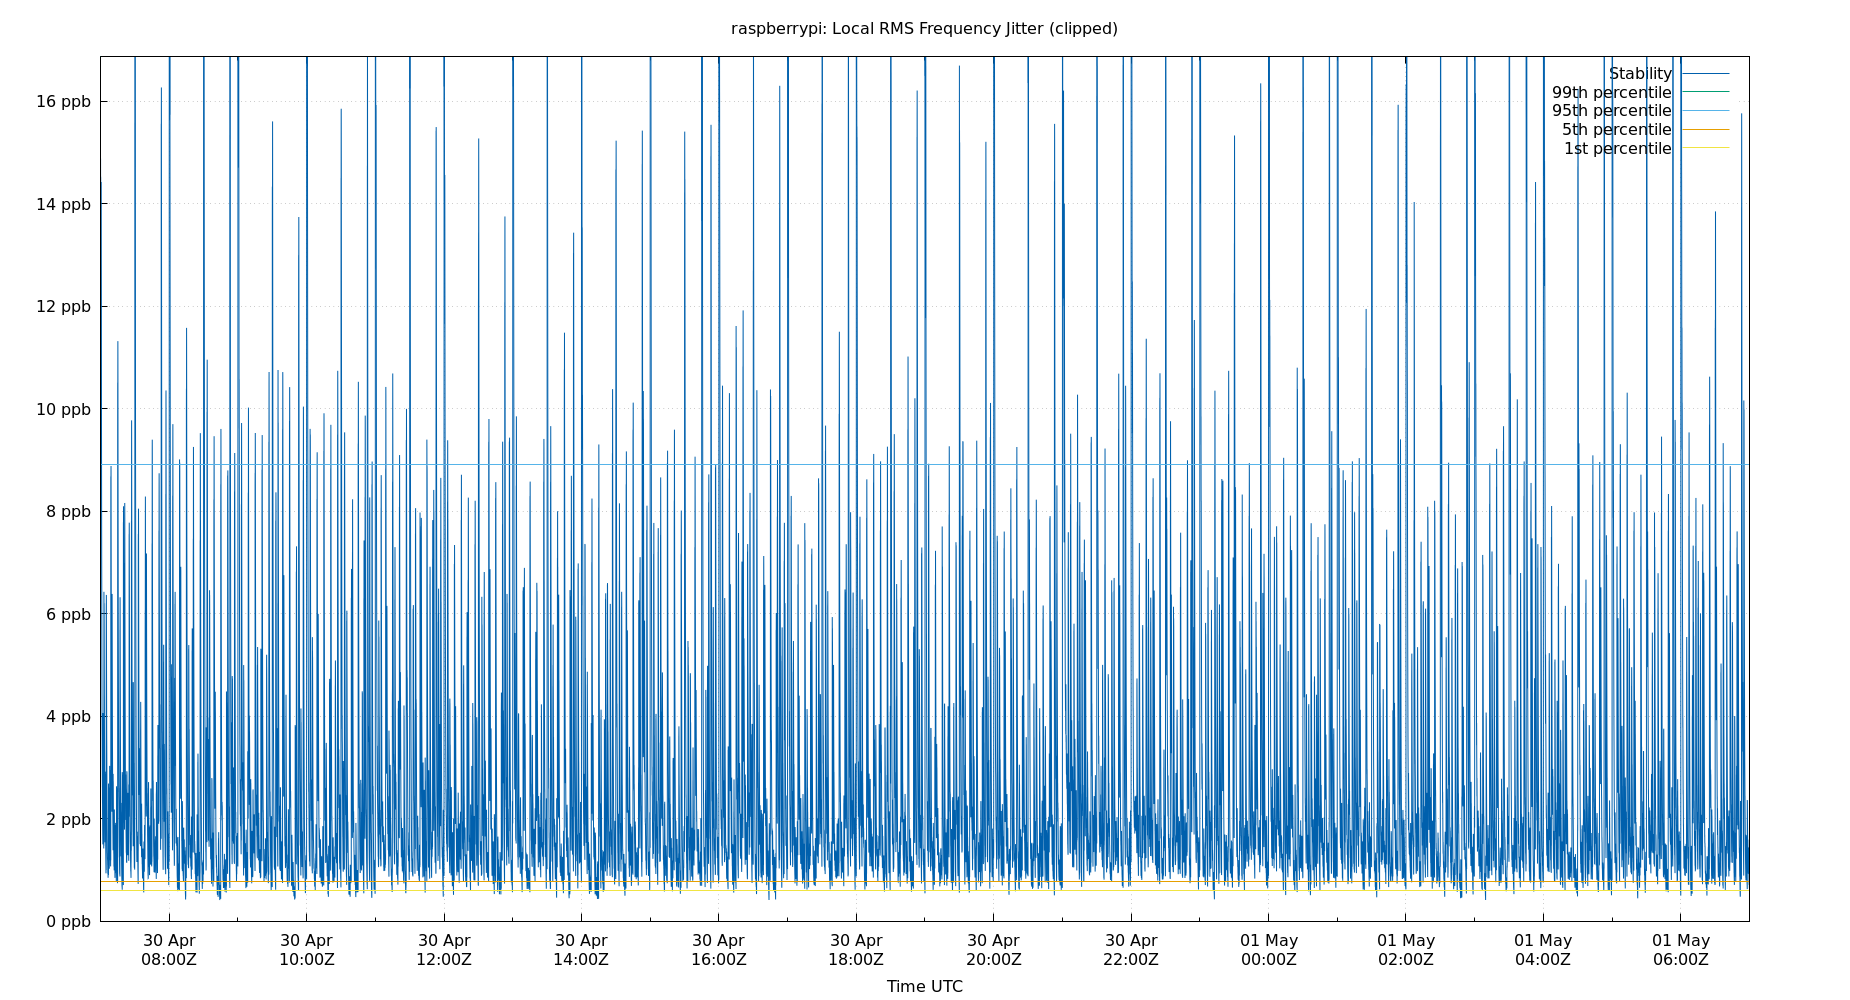 raspberrypi: Local RMS Frequency Jitter (clipped)
Stability
99th percentile
95th percentile
5th percentile
1st percentile
16 ppb
14 ppb
12 ppb
10 ppb
8 ppb
6 ppb
4 ppb
2 ppb
0 ppb
30 Apr 30 Apr 30 Apr 30 Apr 30 Apr 30 Apr 30 Apr 30 Apr 01 May 01 May 01 May 01 May
08:00Z 10:00Z 12:00Z 14:00Z 16:00Z 18:00Z 20:00Z 22:00Z 00:00Z 02:00Z 04:00Z 06:00Z
Time UTC